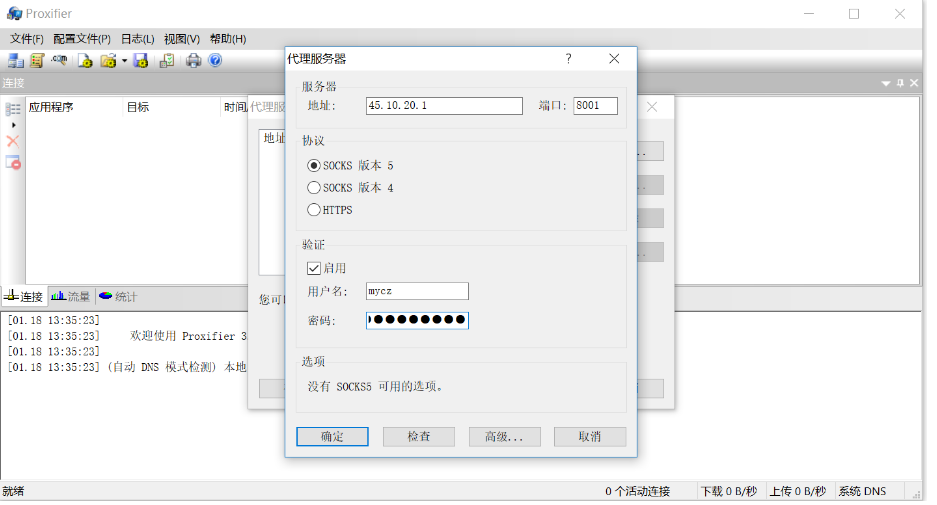 Proxifier
文件(F) 配置文件(P) 日志(L) 视图(V) 帮助(H)
连接
应用程序 目标 时间/
代理服
地址
代理服务器
服务器
地址: 45.10.20.1 端口: 8001
协议
SOCKS 版本 5
SOCKS 版本 4
HTTPS
验证
启用
用户名: mycz
密码:
选项
没有 SOCKS5 可用的选项。
确定 检查 高级... 取消
您可
连接 流量 统计
[01.18 13:35:23]
[01.18 13:35:23] 欢迎使用 Proxifier 3
[01.18 13:35:23]
[01.18 13:35:23] (自动 DNS 模式检测) 本地
就绪 0 个活动连接 下载 0 B/秒 上传 0 B/秒 系统 DNS